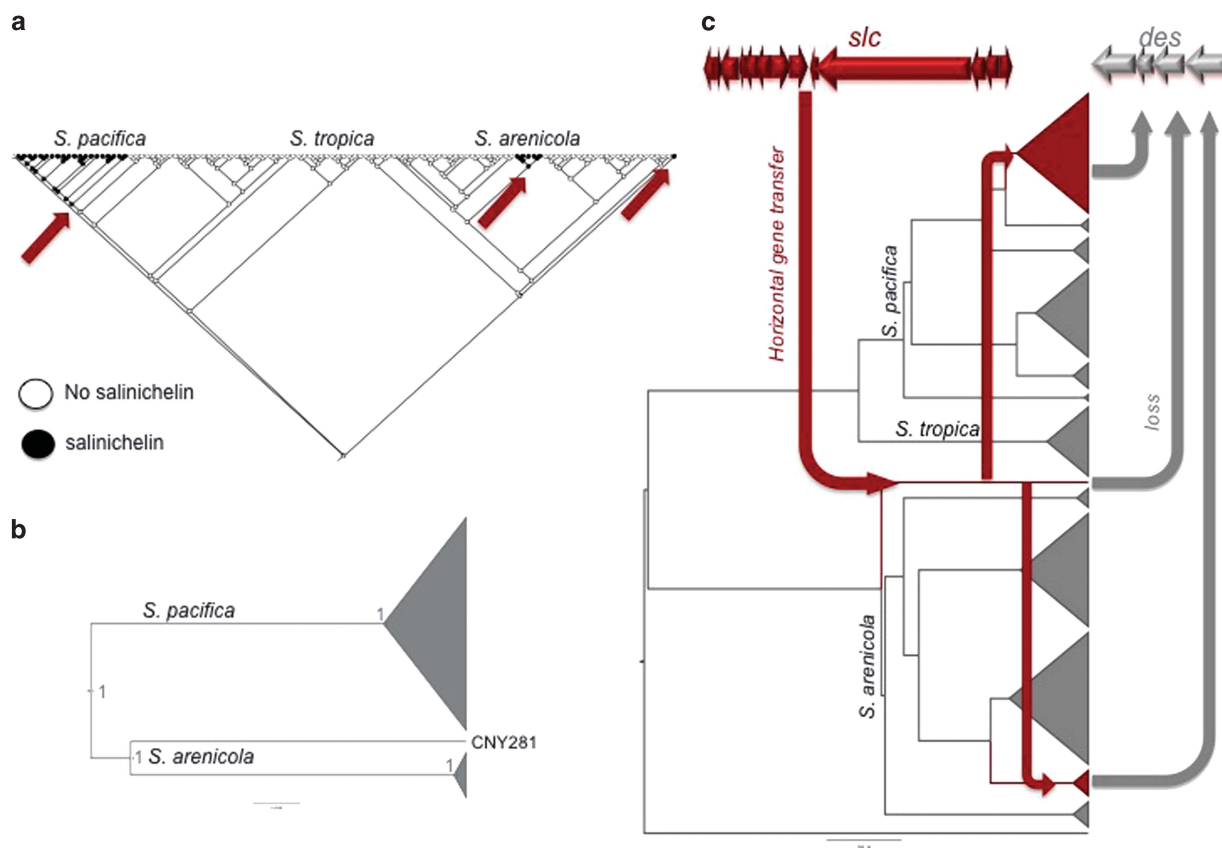 a
S. pacifica
S. tropica
S. arenicola
No salinichelin
salinichelin
b
S. pacifica
1
1
CNY281
1
S. arenicola
1
c
slc
des
Horizontal gene transfer
S. pacifica
S. tropica
loss
S. arenicola